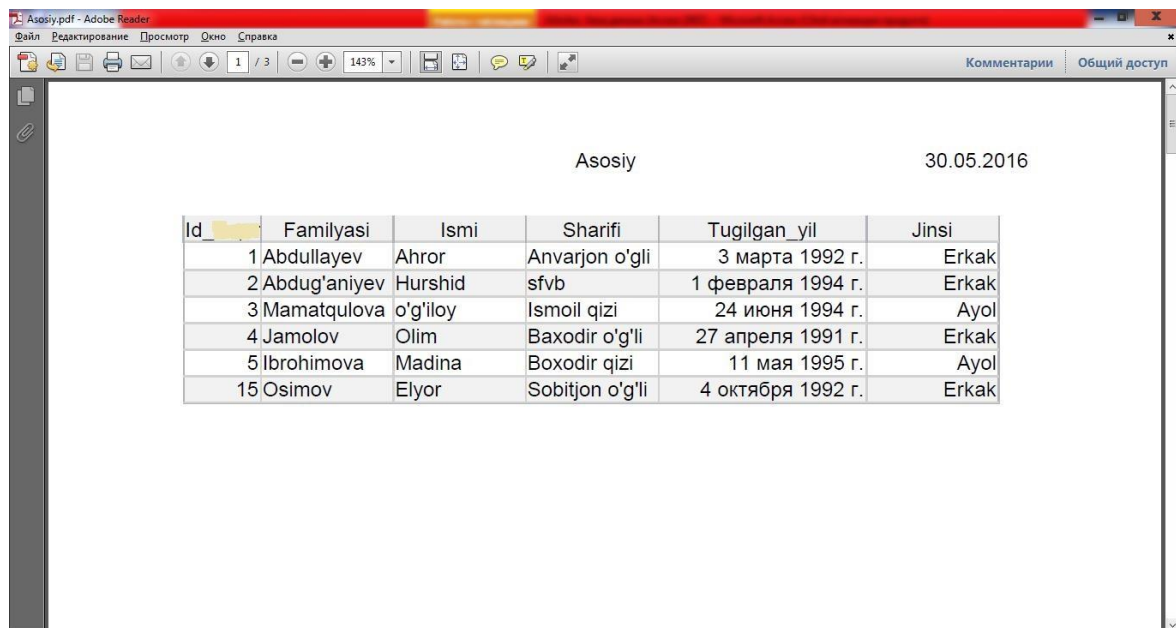 Asosiy.pdf - Adobe Reader
Файл Редактирование Просмотр Окно Справка
1 / 3 143% Комментарии Общий доступ
Asosiy 30.05.2016
Id_ Familyasi Ismi Sharifi Tugilgan_yil Jinsi
1 Abdullayev Ahror Anvarjon o'g'li 3 марта 1992 г. Erkak
2 Abdug'aniyev Hurshid sfvb 1 февраля 1994 г. Erkak
3 Mamatqulova o'g'iloy Ismoil qizi 24 июня 1994 г. Ayol
4 Jamolov Olim Baxodir o'g'li 27 апреля 1991 г. Erkak
5 Ibrohimova Madina Boxodir qizi 11 мая 1995 г. Ayol
15 Osimov Elyor Sobitjon o'g'li 4 октября 1992 г. Erkak